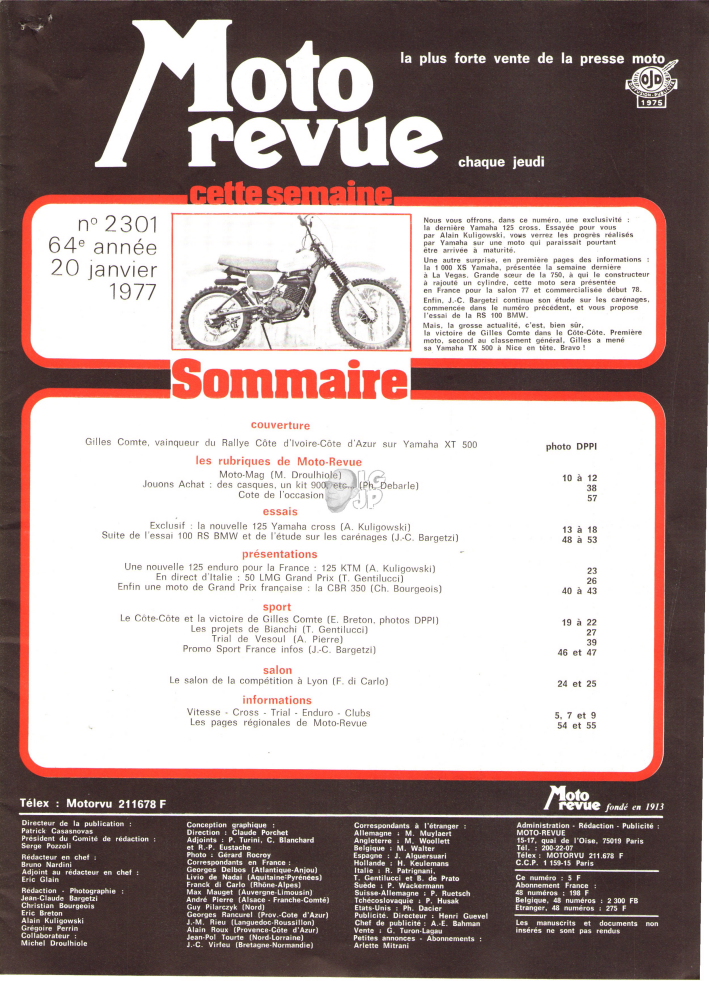 Moto revue
la plus forte vente de la presse moto
OJD
1975
chaque jeudi
cette semaine
n° 2301
64e année
20 janvier
1977
Nous vous offrons, dans ce numéro, une exclusivité :
la dernière Yamaha 125 cross. Essayée pour vous
par Alain Kuligowski, vous verrez les progrès réalisés
par Yamaha sur une moto qui paraissait pourtant
être arrivée à maturité.
Une autre surprise, en première pages des informations :
la 1 000 XS Yamaha, présentée la semaine dernière
à La Vegas. Grande sœur de la 750, à qui le constructeur
a rajouté un cylindre, cette moto sera présentée
en France pour la salon 77 et commercialisée début 78.
Enfin, J.-C. Bargetzi continue son étude sur les carénages,
commencée dans le numéro précédent, et vous propose
l'essai de la RS 100 BMW.
Mais, la grosse actualité, c'est, bien sûr,
la victoire de Gilles Comte dans le Côte-Côte. Première
moto, second au classement général, Gilles a mené
sa Yamaha TX 500 à Nice en tête. Bravo !
Sommaire
couverture
Gilles Comte, vainqueur du Rallye Côte d'Ivoire-Côte d'Azur sur Yamaha XT 500 photo DPPI
les rubriques de Moto-Revue
Moto-Mag (M. Droulhiole) 10 à 12
Jouons Achat : des casques, un kit 900, etc... (Ph. Debarle) 38
Cote de l'occasion 57
essais
Exclusif : la nouvelle 125 Yamaha cross (A. Kuligowski) 13 à 18
Suite de l'essai 100 RS BMW et de l'étude sur les carénages (J.-C. Bargetzi) 48 à 53
présentations
Une nouvelle 125 enduro pour la France : 125 KTM (A. Kuligowski) 23
En direct d'Italie : 50 LMG Grand Prix (T. Gentilucci) 26
Enfin une moto de Grand Prix française : la CBR 350 (Ch. Bourgeois) 40 à 43
sport
Le Côte-Côte et la victoire de Gilles Comte (E. Breton, photos DPPI) 19 à 22
Les projets de Bianchi (T. Gentilucci) 27
Trial de Vesoul (A. Pierre) 39
Promo Sport France infos (J.-C. Bargetzi) 46 et 47
salon
Le salon de la compétition à Lyon (F. di Carlo) 24 et 25
informations
Vitesse - Cross - Trial - Enduro - Clubs 5, 7 et 9
Les pages régionales de Moto-Revue 54 et 55
Télex : Motorvu 211678 F
Moto revue fondé en 1913
Directeur de la publication :
Patrick Casasnovas
Président du Comité de rédaction :
Serge Pozzoli
Rédacteur en chef :
Bruno Nardini
Adjoint au rédacteur en chef :
Eric Glain
Rédaction - Photographie :
Jean-Claude Bargetzi
Christian Bourgeois
Eric Breton
Alain Kuligowski
Grégoire Perrin
Collaborateur :
Michel Droulhiole
Conception graphique :
Direction : Claude Porchet
Adjoints : P. Turini, C. Blanchard
et R.-P. Eustache
Photo : Gérard Rocroy
Correspondants en France :
Georges Delbos (Atlantique-Anjou)
Livio de Nadai (Aquitaine-Pyrénées)
Franck di Carlo (Rhône-Alpes)
Max Mauget (Auvergne-Limousin)
André Pierre (Alsace - Franche-Comté)
Guy Pilarczyk (Nord)
Georges Rancurel (Prov.-Cote d'Azur)
J.-M. Rieu (Languedoc-Roussillon)
Alain Roux (Provence-Côte d'Azur)
Jean-Pol Tourte (Nord-Lorraine)
J.-C. Virfeu (Bretagne-Normandie)
Correspondants à l'étranger :
Allemagne : M. Muylaert
Angleterre : M. Woollett
Belgique : M. Walter
Espagne : J. Alguersuari
Hollande : H. Keulemans
Italie : R. Patrignani,
T. Gentilucci et B. de Prato
Suède : P. Wackermann
Suisse-Allemagne : P. Ruetsch
Tchécoslovaquie : P. Husak
Etats-Unis : Ph. Dacier
Publicité. Directeur : Henri Guevel
Chef de publicité : A.-E. Bahman
Vente : G. Turon-Lagau
Petites annonces - Abonnements :
Arlette Mitrani
Administration - Rédaction - Publicité :
MOTO-REVUE
15-17, quai de l'Oise, 75019 Paris
Tél. : 200-22-07
Télex : MOTORVU 211.678 F
C.C.P. 1 159-15 Paris
Ce numéro : 5 F
Abonnement France :
48 numéros : 198 F
Belgique, 48 numéros : 2 300 FB
Etranger, 48 numéros : 275 F
Les manuscrits et documents non
insérés ne sont pas rendus